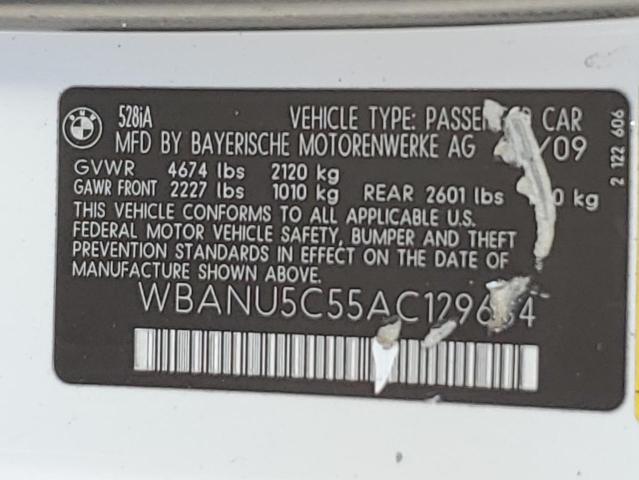 BMW
528iA VEHICLE TYPE: CAR
MFD BY BAYERISCHE MOTORENWERKE AG /09
GVWR 4674 lbs 2120 kg
GAWR FRONT 2227 lbs 1010 kg REAR 2601 lbs kg
THIS VEHICLE CONFORMS TO ALL APPLICABLE U.S.
FEDERAL MOTOR VEHICLE SAFETY, BUMPER AND THEFT
PREVENTION STANDARDS IN EFFECT ON THE DATE OF
MANUFACTURE SHOWN ABOVE.
2 122 606